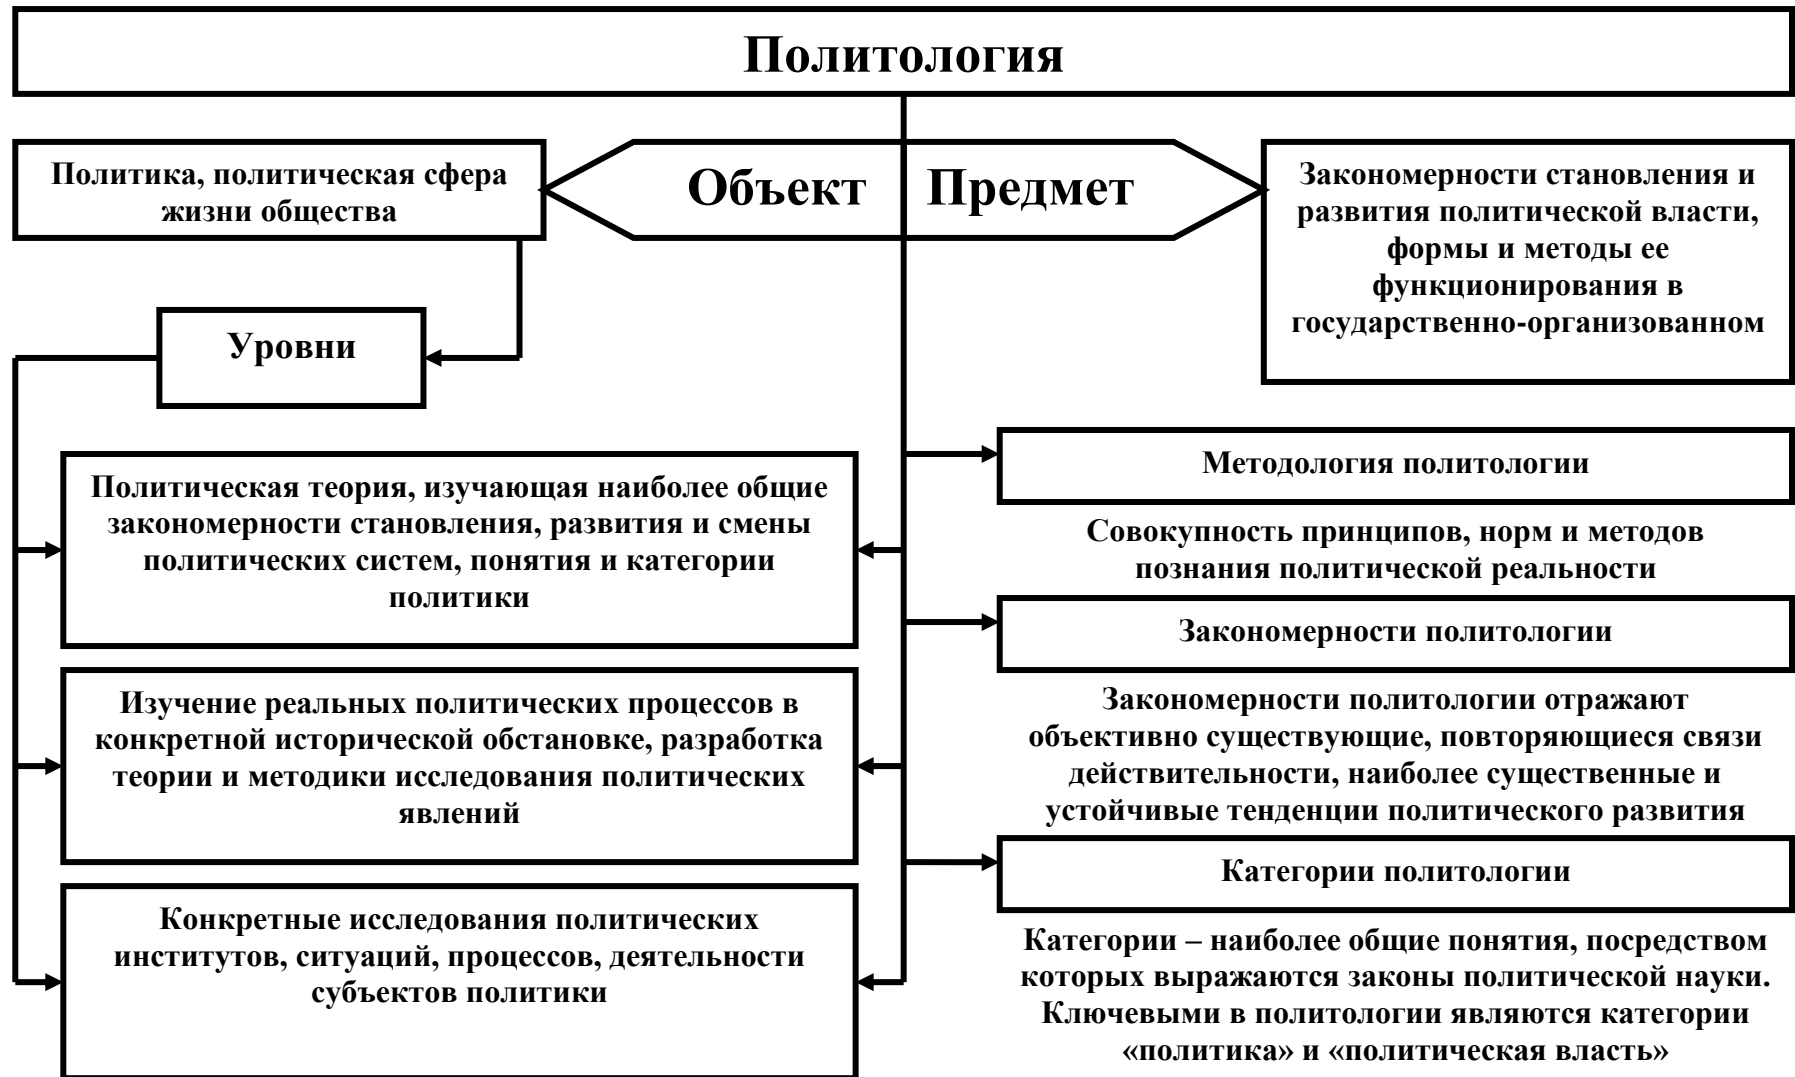 Политология
Политика, политическая сфера
жизни общества
Объект
Предмет
Закономерности становления и
развития политической власти,
формы и методы ее
функционирования в
государственно-организованном
Уровни
Политическая теория, изучающая наиболее общие
закономерности становления, развития и смены
политических систем, понятия и категории
политики
Изучение реальных политических процессов в
конкретной исторической обстановке, разработка
теории и методики исследования политических
явлений
Конкретные исследования политических
институтов, ситуаций, процессов, деятельности
субъектов политики
Методология политологии
Совокупность принципов, норм и методов
познания политической реальности
Закономерности политологии
Закономерности политологии отражают
объективно существующие, повторяющиеся связи
действительности, наиболее существенные и
устойчивые тенденции политического развития
Категории политологии
Категории – наиболее общие понятия, посредством
которых выражаются законы политической науки.
Ключевыми в политологии являются категории
«политика» и «политическая власть»